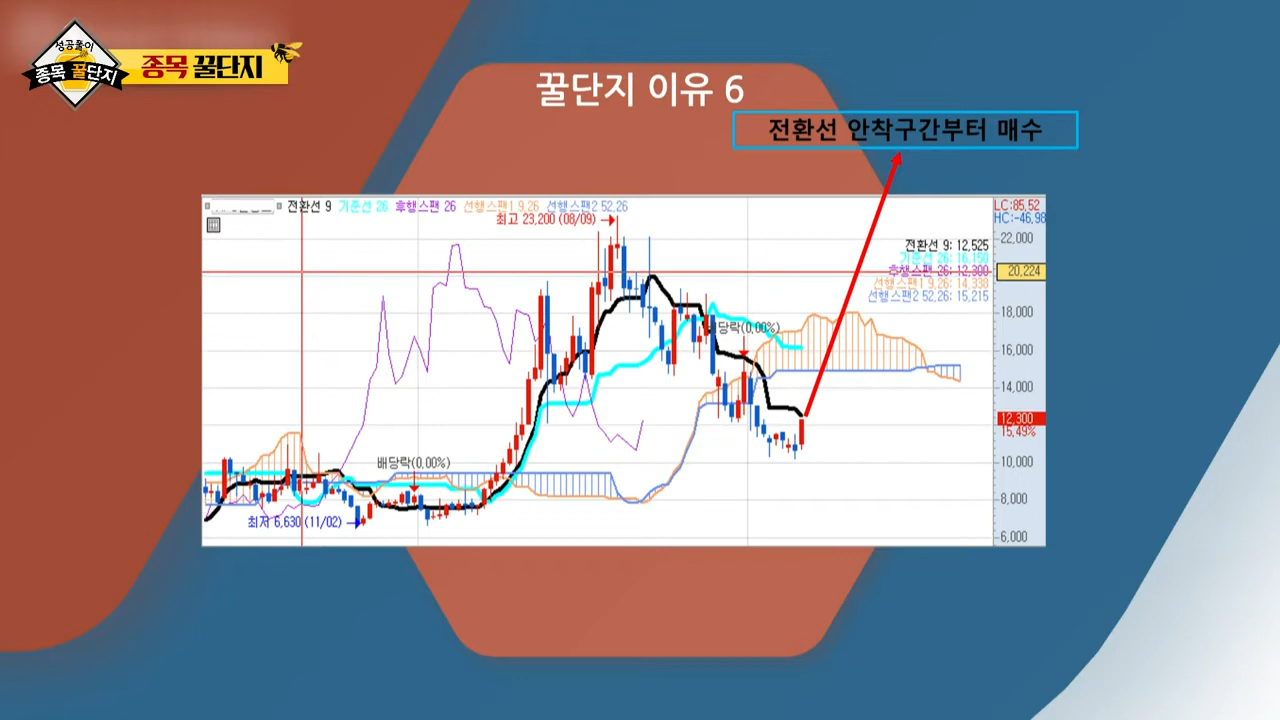 성공풀이
종목 꿀단지
종목 꿀단지
꿀단지 이유 6
전환선 안착구간부터 매수
전환선 9 기준선 26 후행스팬 26 선행스팬1 9,26 선행스팬2 52,26
최고 23,200 (08/09)
LC:85,52
HC:-46,98
전환선 9: 12,525
기준선 26: 16,150
후행스팬 26: 12,300
선행스팬1 9,26: 14,338
선행스팬2 52,26: 15,215
22,000
20,224
18,000
16,000
14,000
12,300
15,49%
10,000
8,000
6,000
당락(0,00%)
배당락(0,00%)
최저 6,630 (11/02)